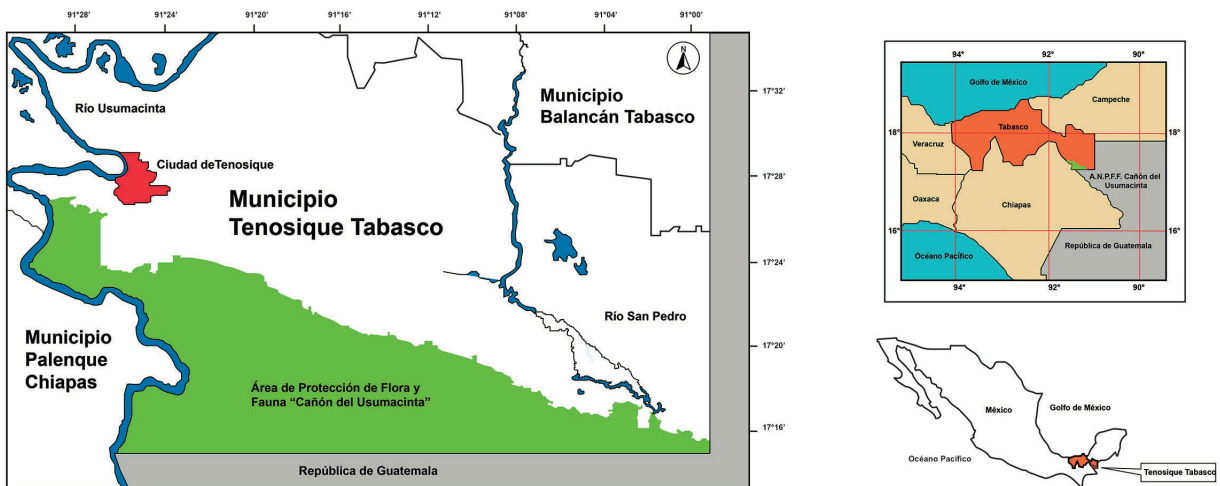 91°28'
91°24'
91°20'
91°16'
91°11'
91°08'
91°04'
91°00'
N
Río Usumacinta
Municipio
Balancán Tabasco
17°32'
Ciudad deTenosique
17°28'
Municipio
Tenosique Tabasco
17°24'
Río San Pedro
Municipio
Palenque
Chiapas
17°20'
Área de Protección de Flora y
Fauna “Cañón del Usumacinta”
17°16'
República de Guatemala
94°
92°
90°
Golfo de México
Campeche
Tabasco
18°
18°
Veracruz
A.N.P.F.F. Cañón del
Usumacinta
Oaxaca
Chiapas
16°
16°
República de Guatemala
Océano Pacífico
94°
92°
90°
México
Golfo de México
Océano Pacífico
Tenosique Tabasco